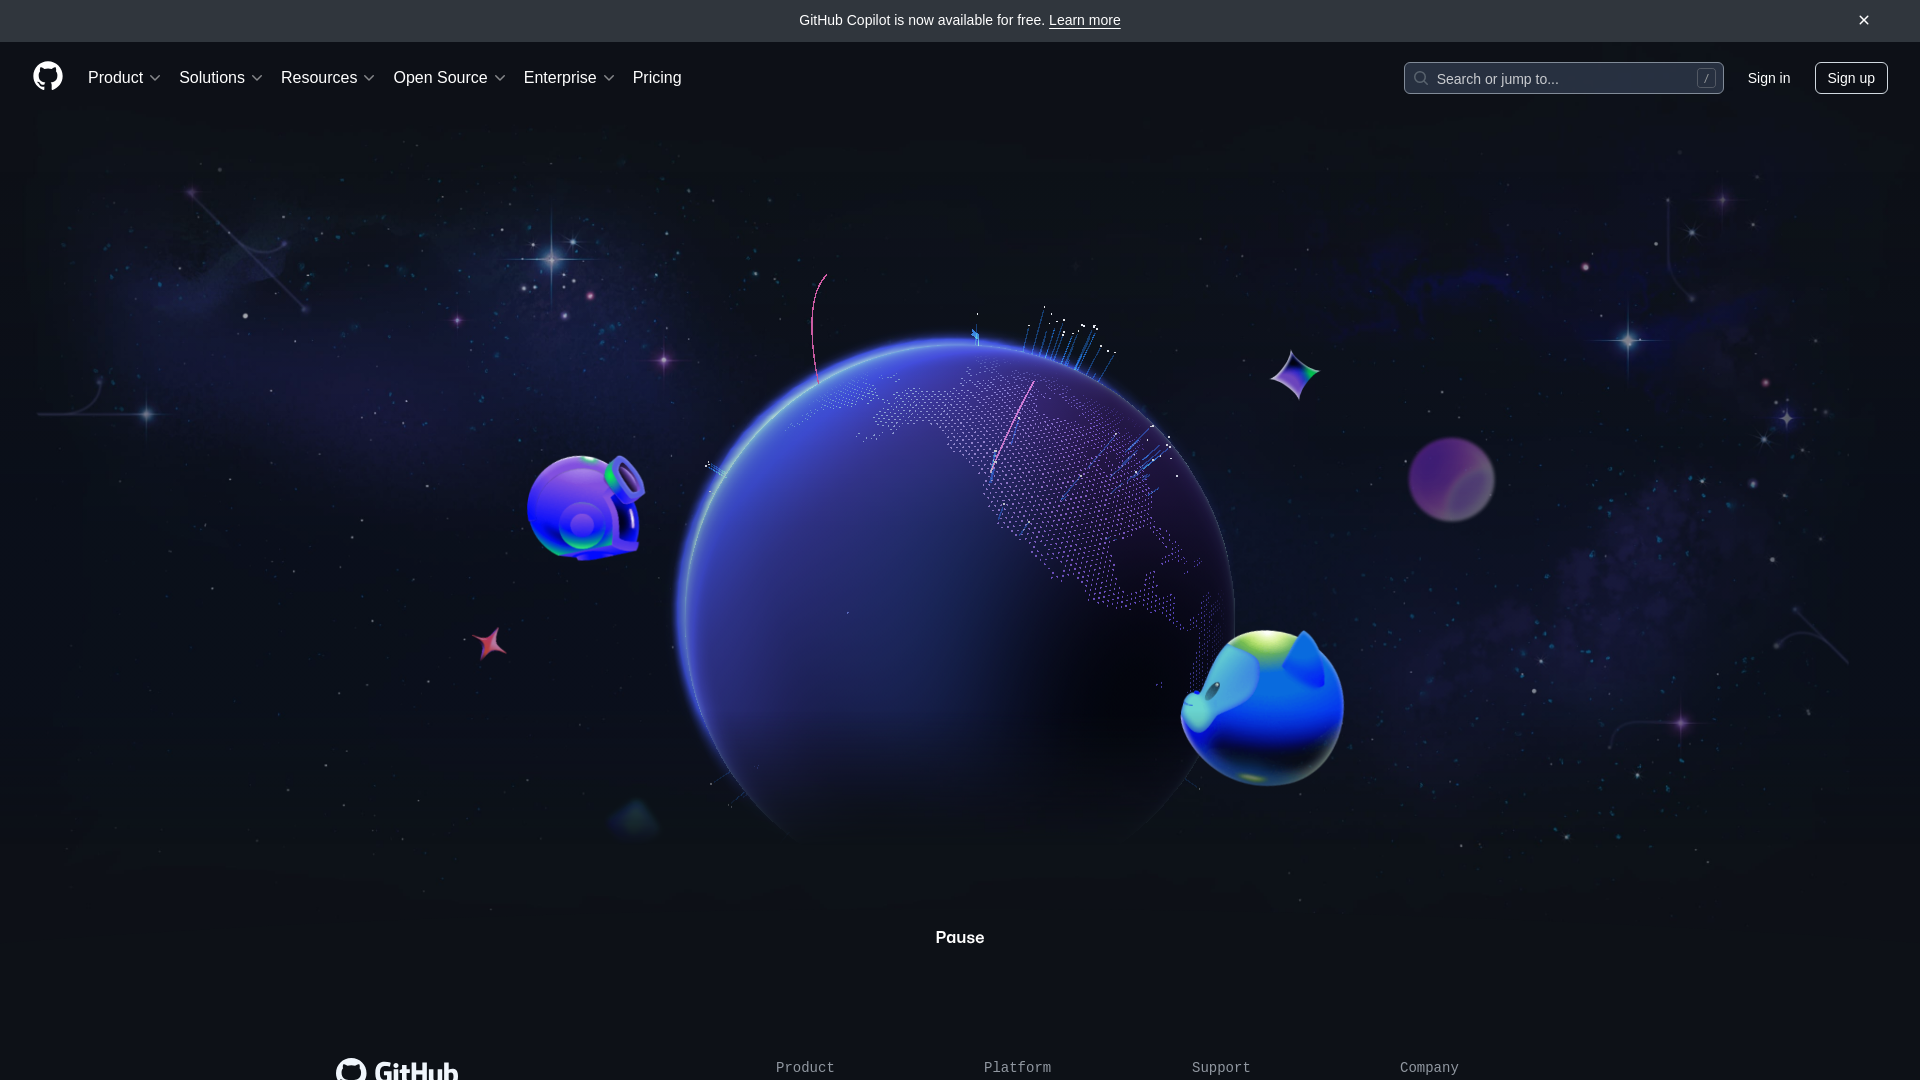 GitHub Copilot is now available for free. Learn more
Product Solutions Resources Open Source Enterprise Pricing Search or jump to... / Sign in Sign up
Pause
GitHub Product Platform Support Company